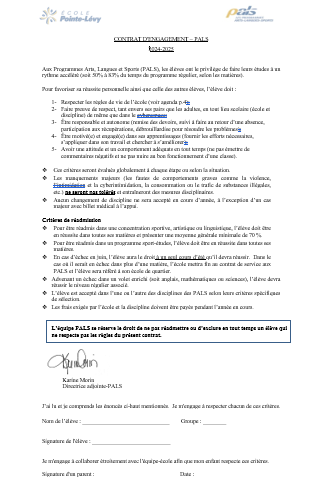 ÉCOLE
Pointe-Lévy
pals
CONTRAT D'ENGAGEMENT – PALS
2024-2025
Aux Programmes Arts, Langues et Sports (PALS), les élèves ont le privilège de faire leurs études à un
rythme accéléré (soit 50% à 83% du temps du programme régulier, selon les matières).
Pour favoriser sa réussite personnelle ainsi que celle des autres élèves, l'élève doit :
1- Respecter les règles de vie de l'école (voir agenda p.
2- Faire preuve de respect, tant envers ses pairs que les adultes, en tout lieu scolaire (école et
discipline) de même que dans le cyberespace
3- Être responsable et autonome (remise des devoirs, suivi à faire au retour d'une absence,
participation aux récupérations, débrouillardise pour résoudre les problèmes)
4- Être motivé(e) et engagé(e) dans ses apprentissages (fournir les efforts nécessaires,
s'appliquer dans son travail et chercher à s'améliorer)
5- Avoir une attitude et un comportement adéquats en tout temps (ne pas émettre de
commentaires négatifs et ne pas nuire au bon fonctionnement d'une classe).
❖ Ces critères seront évalués globalement à chaque étape ou selon la situation.
❖ Les manquements majeurs (les fautes de comportement graves comme la violence,
l'intimidation et la cyberintimidation, la consommation ou le trafic de substances illégales,
etc.) ne seront pas tolérés et entraîneront des mesures disciplinaires.
❖ Aucun changement de discipline ne sera accepté en cours d'année, à l'exception d'un cas
majeur avec billet médical à l'appui.
Critères de réadmission
❖ Pour être réadmis dans une concentration sportive, artistique ou linguistique, l'élève doit être
en réussite dans toutes ses matières et présenter une moyenne générale minimale de 70 %.
❖ Pour être réadmis dans un programme sport-études, l'élève doit être en réussite dans toutes ses
matières.
❖ En cas d'échec en juin, l'élève aura droit à un seul cours d'été qu'il devra réussir. Dans le
cas où il serait en échec dans plus d'une matière, l'école mettra fin au contrat de service aux
PALS et l'élève sera référé à son école de quartier.
❖ Advenant un échec dans un volet enrichi (soit anglais, mathématiques ou sciences), l'élève devra
réussir le niveau régulier associé.
❖ L'élève est accepté dans l'une ou l'autre des disciplines des PALS selon leurs critères spécifiques
de sélection.
❖ Les frais exigés par l'école et la discipline doivent être payés pendant l'année en cours.
L'équipe PALS se réserve le droit de ne pas réadmettre ou d'exclure en tout temps un élève qui
ne respecte pas les règles du présent contrat.
Karine Morin
Directrice adjointe-PALS
J'ai lu et je comprends les énoncés ci-haut mentionnés. Je m'engage à respecter chacun de ces critères.
Nom de l'élève : ______________________________ Groupe : ________
Signature de l'élève : ______________________________
Je m'engage à collaborer étroitement avec l'équipe-école afin que mon enfant respecte ces critères.
Signature d'un parent : Date :